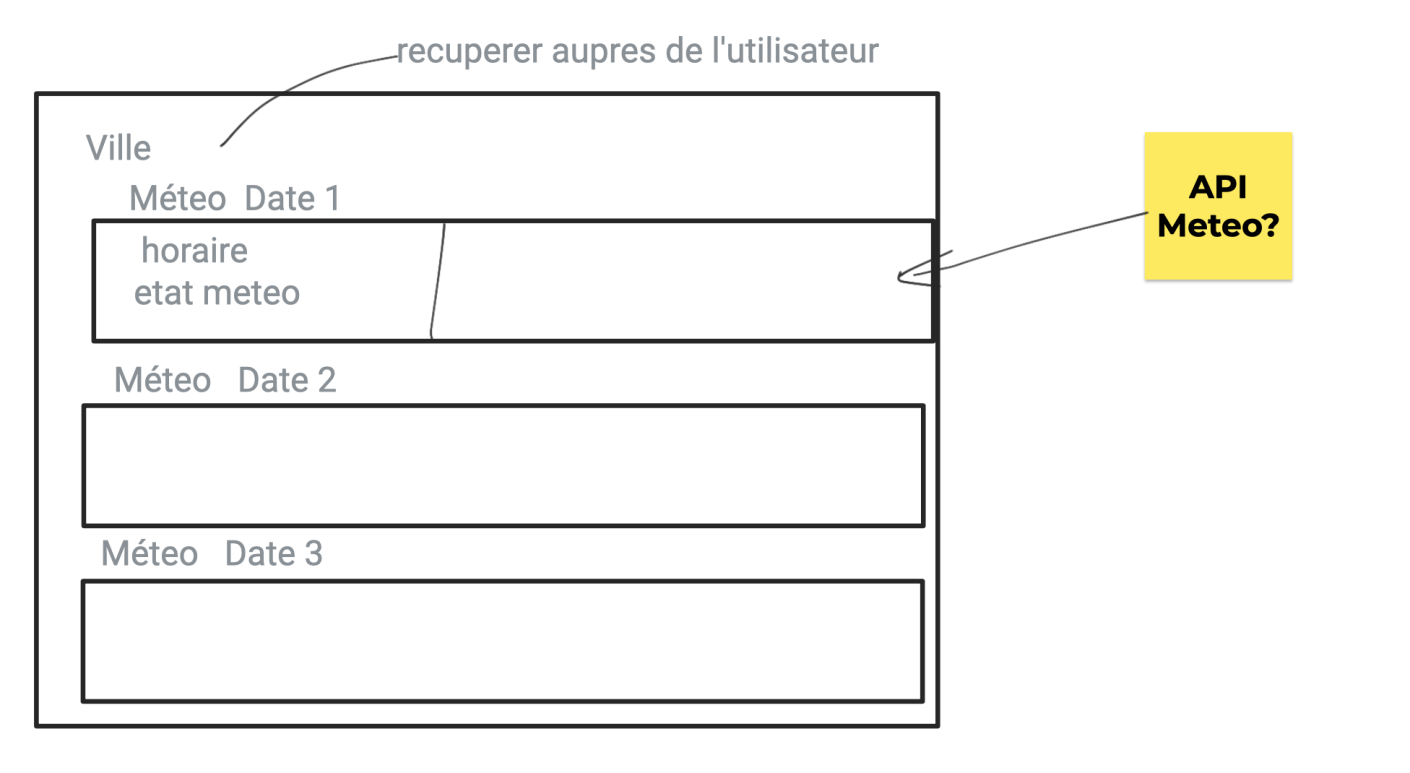 recuperer aupres de l'utilisateur
Ville
Méteo Date 1
horaire
etat meteo
Méteo Date 2
Méteo Date 3
API
Meteo?